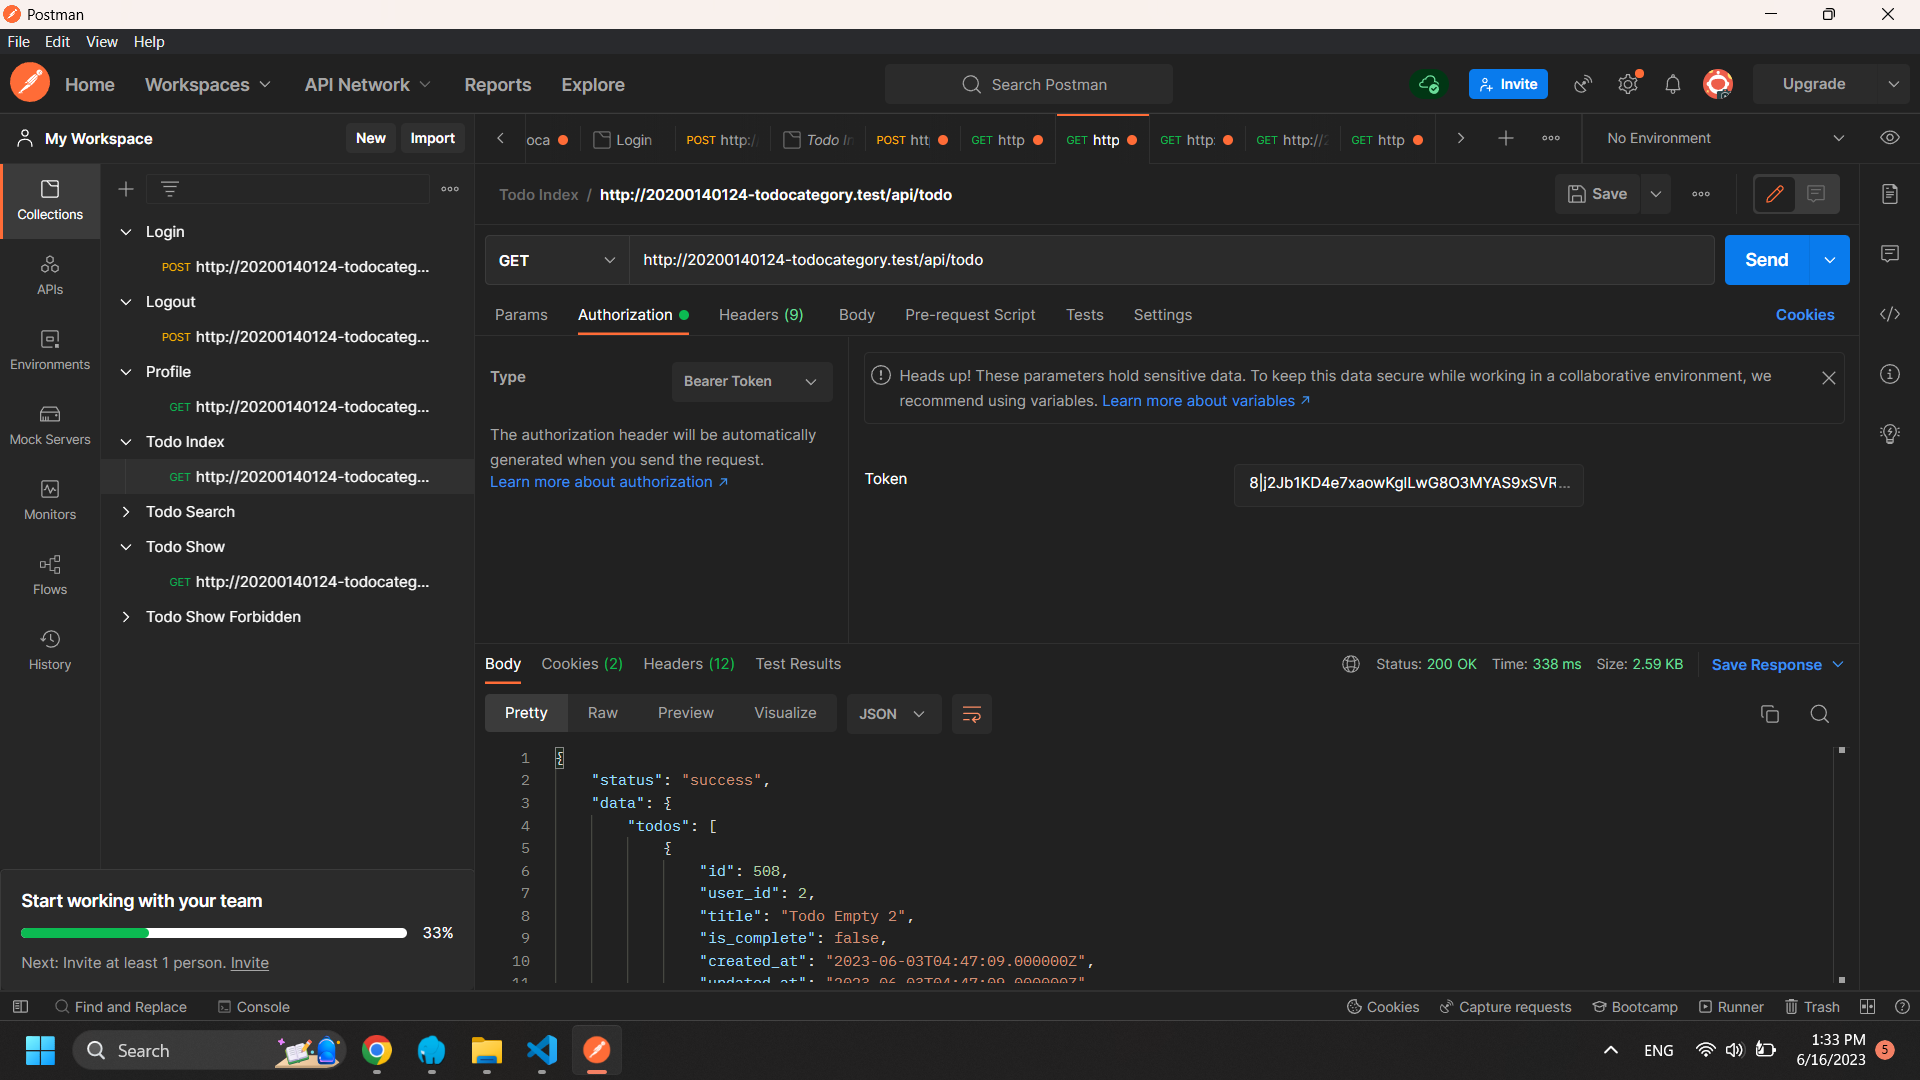 Postman
File Edit View Help
Home Workspaces API Network Reports Explore Search Postman Invite Upgrade
My Workspace New Import oca Login POST http:/ Todo In POST htt GET http GET http GET http: GET http:// GET http No Environment
Collections
APIs
Environments
Mock Servers
Monitors
Flows
History
Login
POST http://20200140124-todocateg...
Logout
POST http://20200140124-todocateg...
Profile
GET http://20200140124-todocateg...
Todo Index
GET http://20200140124-todocateg...
Todo Search
Todo Show
GET http://20200140124-todocateg...
Todo Show Forbidden
Start working with your team
33%
Next: Invite at least 1 person. Invite
Todo Index / http://20200140124-todocategory.test/api/todo Save
GET http://20200140124-todocategory.test/api/todo Send
Params Authorization Headers (9) Body Pre-request Script Tests Settings Cookies
Type Bearer Token
The authorization header will be automatically
generated when you send the request.
Learn more about authorization ↗
Heads up! These parameters hold sensitive data. To keep this data secure while working in a collaborative environment, we
recommend using variables. Learn more about variables ↗
Token 8|j2Jb1KD4e7xaowKglLwG8O3MYAS9xSVR...
Body Cookies (2) Headers (12) Test Results Status: 200 OK Time: 338 ms Size: 2.59 KB Save Response
Pretty Raw Preview Visualize JSON
1 {
2 "status": "success",
3 "data": {
4 "todos": [
5 {
6 "id": 508,
7 "user_id": 2,
8 "title": "Todo Empty 2",
9 "is_complete": false,
10 "created_at": "2023-06-03T04:47:09.000000Z",
11 "updated_at": "2023-06-03T04:47:09.000000Z"
Find and Replace Console Cookies Capture requests Bootcamp Runner Trash
Search ENG 1:33 PM
6/16/2023 5